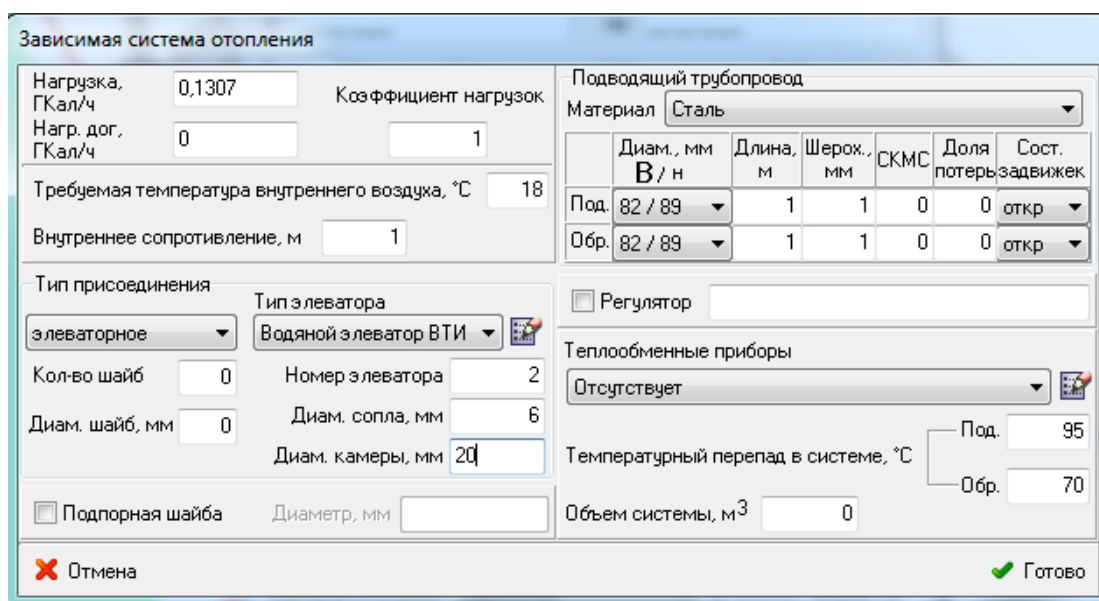 Зависимая система отопления
Нагрузка, ГКал/ч 0,1307
Коэффициент нагрузок
Нагр. дог, ГКал/ч 0
1
Требуемая температура внутреннего воздуха, °C 18
Внутреннее сопротивление, м 1
Тип присоединения
Тип элеватора
элеваторное
Водяной элеватор ВТИ
Кол-во шайб 0
Номер элеватора 2
Диам. шайб, мм 0
Диам. сопла, мм 6
Диам. камеры, мм 20
Подпорная шайба
Диаметр, мм
Подводящий трубопровод
Материал Сталь
Диам., мм В / н
Длина, м
Шерох., мм
СКМС
Доля потерь
Сост. задвижек
Под. 82 / 89 1 1 0 0 откр
Обр. 82 / 89 1 1 0 0 откр
Регулятор
Теплообменные приборы
Отсутствует
Температурный перепад в системе, °C
Под. 95
Обр. 70
Объем системы, м3 0
Отмена
Готово